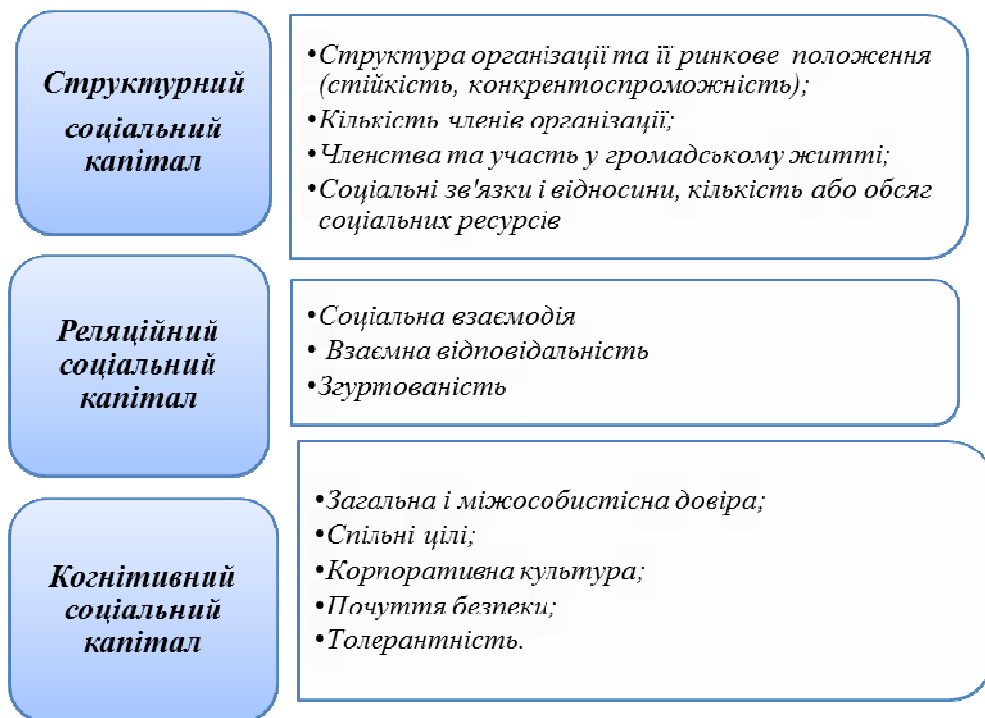 Структурний
соціальний
капітал
•Структура організації та її ринкове положення
(стійкість, конкрентоспроможність);
•Кількість членів організації;
•Членства та участь у громадському житті;
•Соціальні зв'язки і відносини, кількість або обсяг
соціальних ресурсів
Реляційний
соціальний
капітал
•Соціальна взаємодія
• Взаємна відповідальність
•Згуртованість
Когнітивний
соціальний
капітал
•Загальна і міжособистісна довіра;
•Спільні цілі;
•Корпоративна культура;
•Почуття безпеки;
•Толерантність.